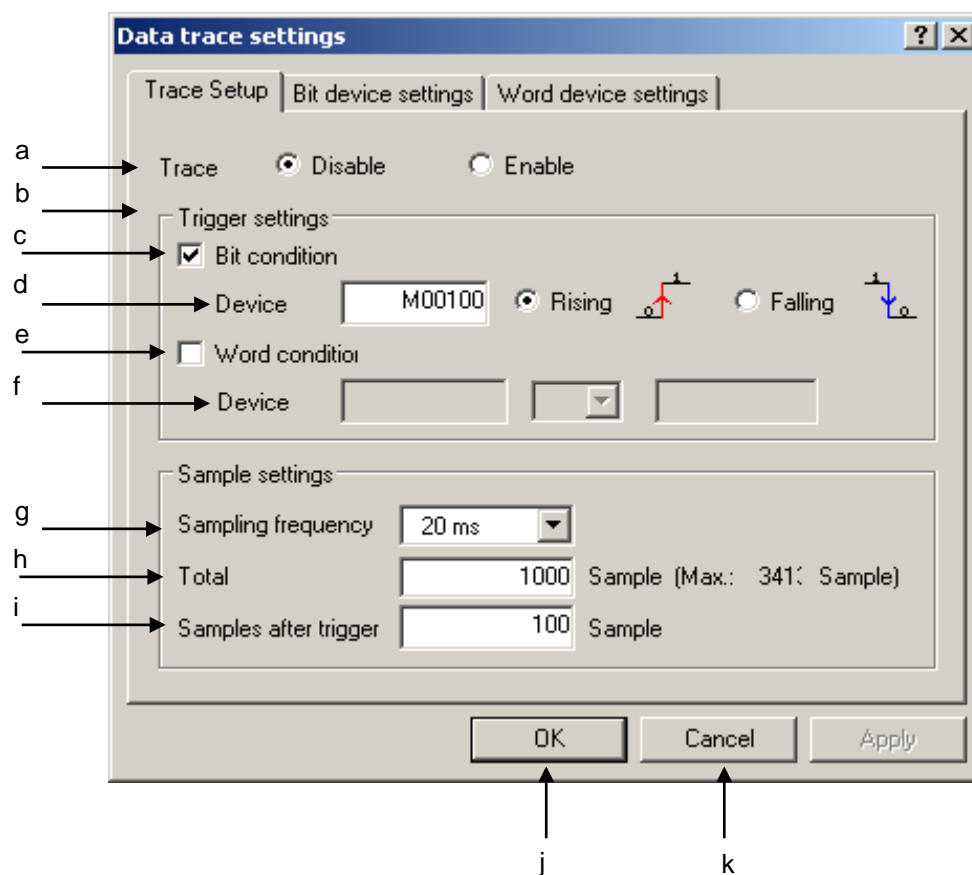 Data trace settings
Trace Setup Bit device settings Word device settings
a
Trace Disable Enable
b
Trigger settings
c
Bit condition
d
Device M00100 Rising 0 1 Falling 1 0
e
Word condition
f
Device
Sample settings
g
Sampling frequency 20 ms
h
Total 1000 Sample (Max.: Sample)
i
Samples after trigger 100 Sample
OK Cancel Apply
j k